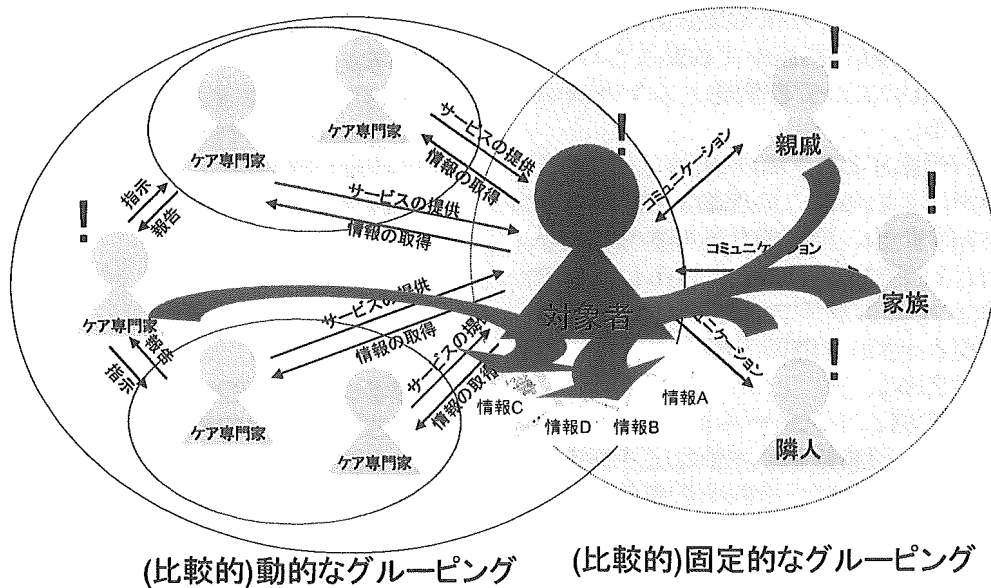 !
!
!
!
!
ケア専門家
ケア専門家
サービスの提供
情報の取得
サービスの提供
情報の取得
指示
報告
ケア専門家
サービスの提供
情報の取得
報告
指示
サービスの提供
情報の取得
ケア専門家
ケア専門家
対象者
コミュニケーション
親戚
コミュニケーション
家族
ニケーション
隣人
情報A
情報C
情報D
情報B
(比較的)動的なグルーピング
(比較的)固定的なグルーピング